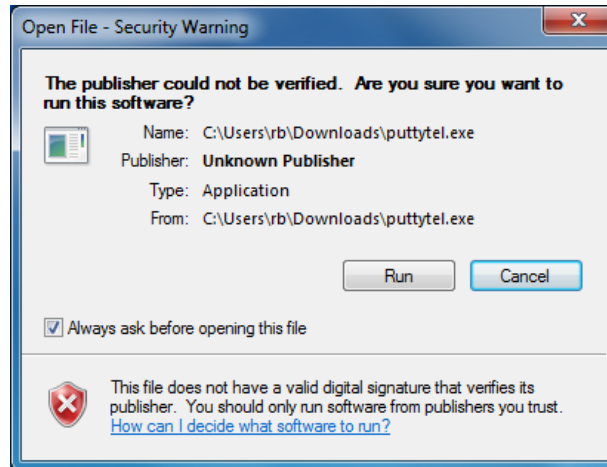 Open File - Security Warning
The publisher could not be verified.  Are you sure you want to
run this software?
Name: C:\Users\rb\Downloads\puttytel.exe
Publisher: Unknown Publisher
Type: Application
From: C:\Users\rb\Downloads\puttytel.exe
Run Cancel
Always ask before opening this file
This file does not have a valid digital signature that verifies its
publisher.  You should only run software from publishers you trust.
How can I decide what software to run?